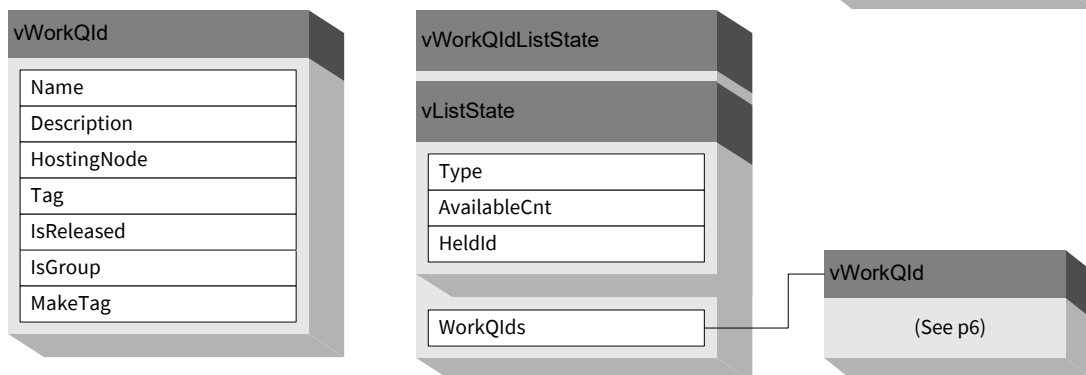 vWorkQId
Name
Description
HostingNode
Tag
IsReleased
IsGroup
MakeTag
vWorkQIdListState
vListState
Type
AvailableCnt
HeldId
WorkQIds
vWorkQId
(See p6)